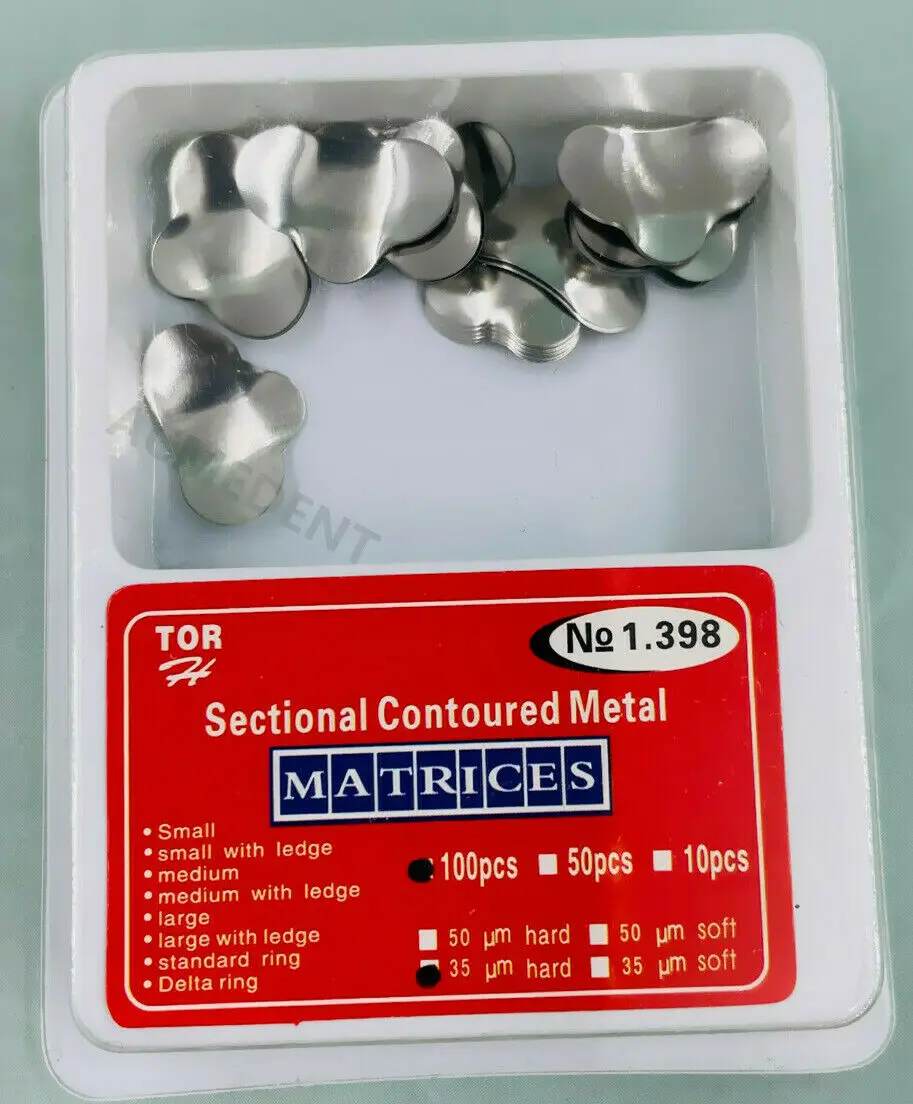 TOR
H
№ 1.398
Sectional Contoured Metal
MATRICES
• Small
• small with ledge
• medium
• medium with ledge
• large
• large with ledge
• standard ring
• Delta ring
100pcs 50pcs 10pcs
50 µm hard 50 µm soft
35 µm hard 35 µm soft